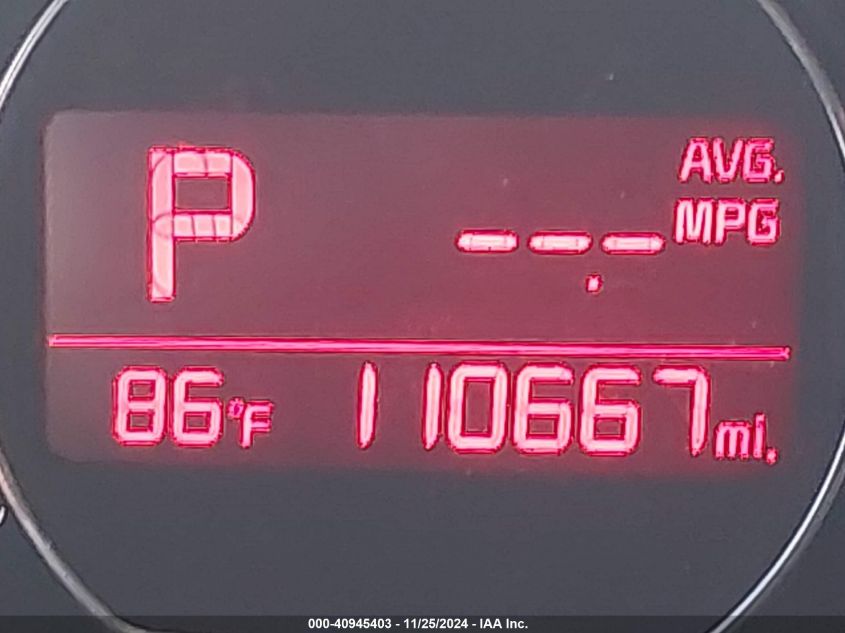 P
AVG.
--.- MPG
86°F 110667 mi.
000-40945403 - 11/25/2024 - IAA Inc.